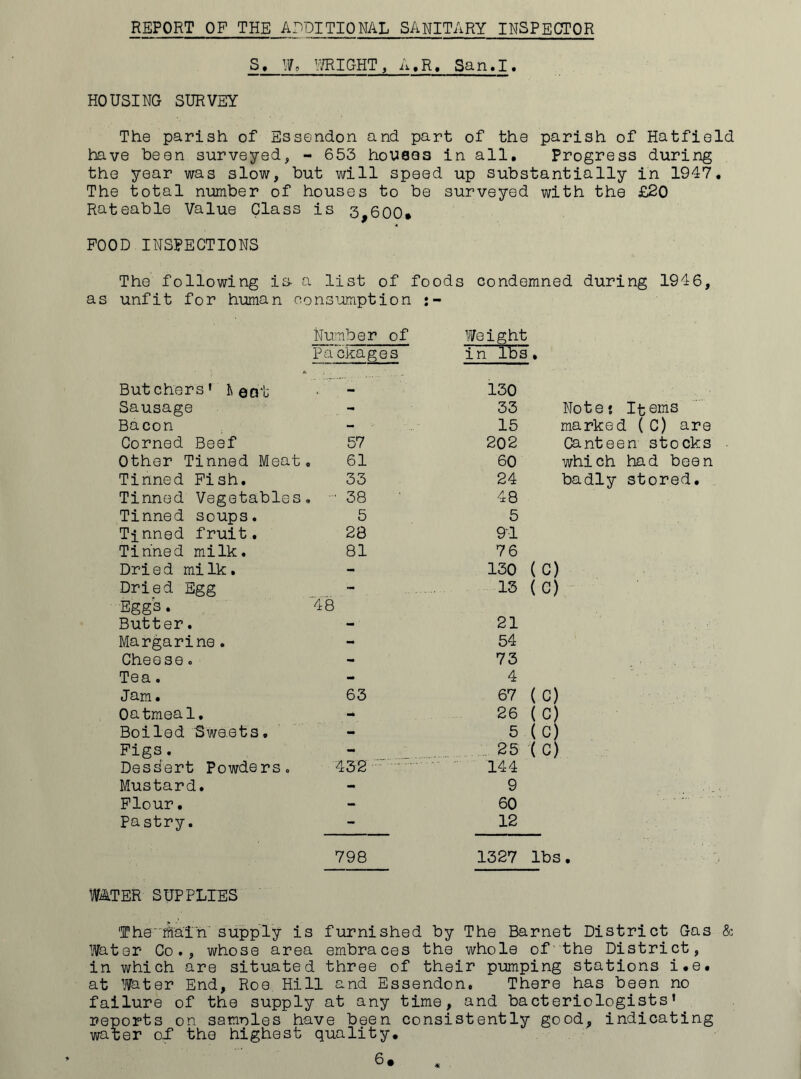 REPORT OF THE ADDITIONAL SANITARY INSPECTOR
S. W. WRIGHT, A.R. San.I.
HOUSING SURVEY
The parish of Essendon and part of the parish of Hatfield
have been surveyed, - 653 houses in all. Progress during
the year was slow, but will speed up substantially in 1947.
The total number of houses to be surveyed with the £20
Rateable Value Class is 3,600.
FOOD INSPECTIONS
The following is a list of foods condemned during 1946,
as unfit for human consumption :-
Number of Weight
Packages in lbs.
Butchers' Meat - 130
Sausage - 33 Note: Items
Bacon - 15 marked (C) are
Corned Beef 57 202 Canteen stocks
Other Tinned Meat. 61 60 which had been
Tinned Fish. 33 24 badly stored.
Tinned Vegetables. 38 48
Tinned soups. 5 5
Tinned fruit. 28 91
Tinned milk. 81 76
Dried milk. - 130 (C)
Dried Egg - 13 (C)
Eggs. 48
Butter. - 21
Margarine. - 54
Cheese. - 73
Tea. - 4
Jam. 63 67 (C)
Oatmeal. - 26 (C)
Boiled Sweets. - 5 (C)
Figs. - 25 (C)
Dessert Powders. 432 144
Mustard. - 9
Flour. - 60
Pastry. - 12
798 1327 lbs.
WATER SUPPLIES
The main supply is furnished by The Barnet District Gas &
Water Co., whose area embraces the whole of the District,
in which are situated three of their pumping stations i.e.
at Water End, Roe Hill and Essendon. There has been no
failure of the supply at any time, and bacteriologists'
reports on samples have been consistently good, indicating
water of the highest quality.
6.